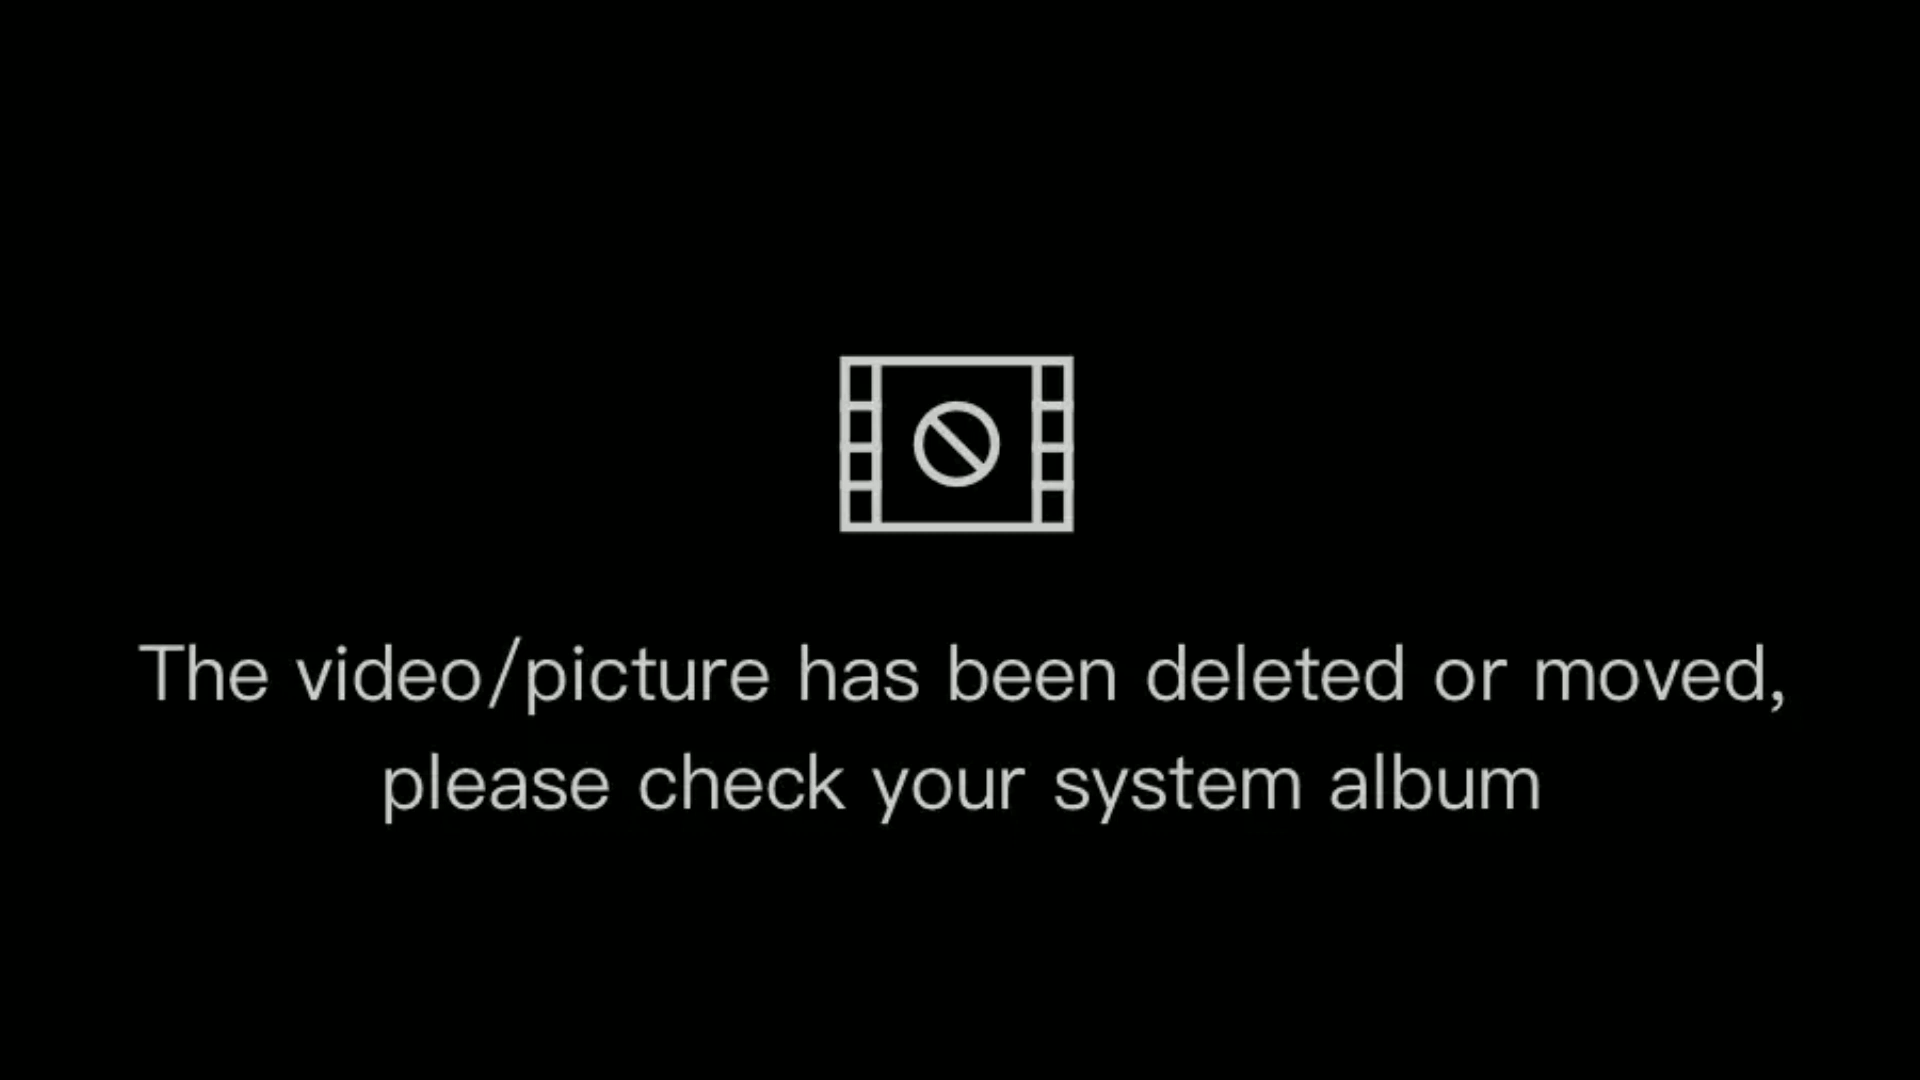 The video/picture has been deleted or moved,
please check your system album